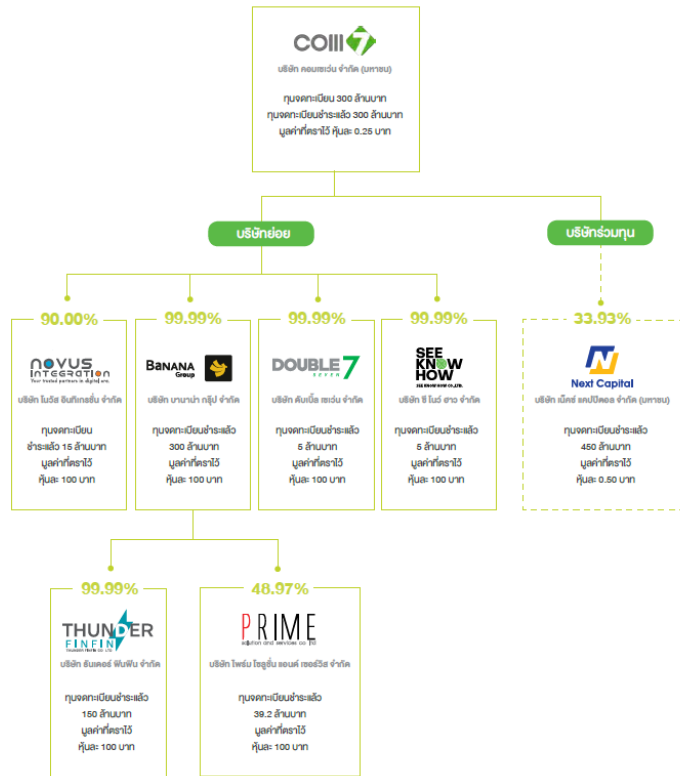 COM7
บริษัท คอมเซเว่น จำกัด (มหาชน)
ทุนจดทะเบียน 300 ล้านบาท
ทุนจดทะเบียนชำระแล้ว 300 ล้านบาท
มูลค่าที่ตราไว้ หุ้นละ 0.25 บาท
บริษัทย่อย
บริษัทร่วมทุน
90.00%
NOVUS
INTEGRATION
Your trusted partners in digital era.
บริษัท โนวัส อินทิเกรชั่น จำกัด
ทุนจดทะเบียน
ชำระแล้ว 15 ล้านบาท
มูลค่าที่ตราไว้
หุ้นละ 100 บาท
99.99%
BaNANA
Group
บริษัท บานาน่า กรุ๊ป จำกัด
ทุนจดทะเบียนชำระแล้ว
300 ล้านบาท
มูลค่าที่ตราไว้
หุ้นละ 100 บาท
99.99%
DOUBLE 7
SEVEN
บริษัท ดับเบิ้ล เซเว่น จำกัด
ทุนจดทะเบียนชำระแล้ว
5 ล้านบาท
มูลค่าที่ตราไว้
หุ้นละ 100 บาท
99.99%
SEE
KNOW
HOW
SEE KNOW HOW CO.,LTD.
บริษัท ซี โนว์ ฮาว จำกัด
ทุนจดทะเบียนชำระแล้ว
5 ล้านบาท
มูลค่าที่ตราไว้
หุ้นละ 100 บาท
33.93%
Next Capital
บริษัท เน็คซ์ แคปปิตอล จำกัด (มหาชน)
ทุนจดทะเบียนชำระแล้ว
450 ล้านบาท
มูลค่าที่ตราไว้
หุ้นละ 0.50 บาท
99.99%
THUNDER
FINFIN
THUNDER FINFIN CO., LTD.
บริษัท ธันเดอร์ ฟินฟิน จำกัด
ทุนจดทะเบียนชำระแล้ว
150 ล้านบาท
มูลค่าที่ตราไว้
หุ้นละ 100 บาท
48.97%
PRIME
solution and services co ltd
บริษัท ไพร์ม โซลูชั่น แอนด์ เซอร์วิส จำกัด
ทุนจดทะเบียนชำระแล้ว
39.2 ล้านบาท
มูลค่าที่ตราไว้
หุ้นละ 100 บาท